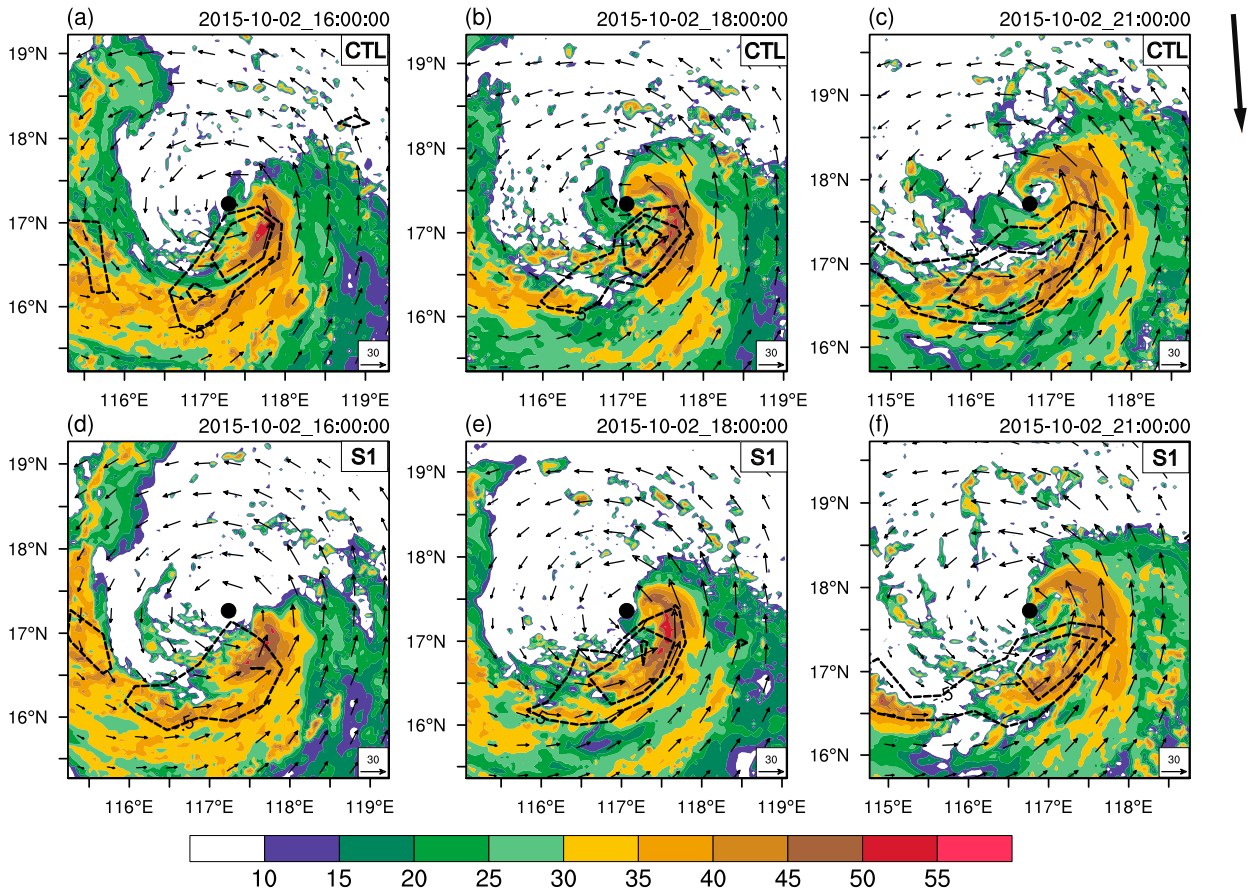 (a) 2015-10-02_16:00:00
CTL
19°N
18°N
17°N
16°N
5
30
116°E 117°E 118°E 119°E
(b) 2015-10-02_18:00:00
CTL
19°N
18°N
17°N
16°N
5
30
116°E 117°E 118°E 119°E
(c) 2015-10-02_21:00:00
CTL
19°N
18°N
17°N
16°N
5
30
115°E 116°E 117°E 118°E
(d) 2015-10-02_16:00:00
S1
19°N
18°N
17°N
16°N
-5
30
116°E 117°E 118°E 119°E
(e) 2015-10-02_18:00:00
S1
19°N
18°N
17°N
16°N
-5
30
116°E 117°E 118°E 119°E
(f) 2015-10-02_21:00:00
S1
19°N
18°N
17°N
16°N
-5
30
115°E 116°E 117°E 118°E
10 15 20 25 30 35 40 45 50 55